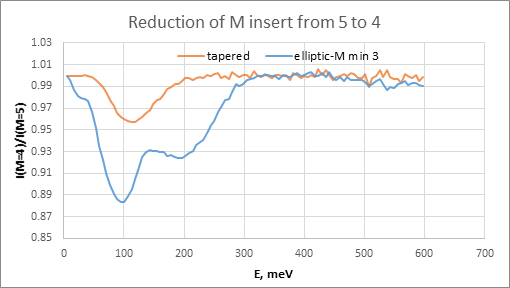 Reduction of M insert from 5 to 4
tapered
elliptic-M min 3
1.03
1.01
0.99
0.97
0.95
0.93
0.91
0.89
0.87
0.85
I(M=4)/I(M=5)
0 100 200 300 400 500 600 700
E, meV